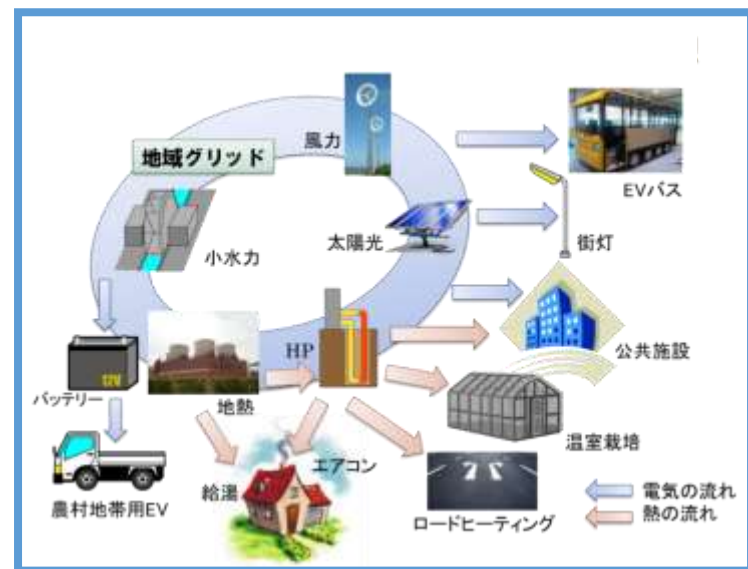 風力
地域グリッド
EVバス
太陽光
街灯
小水力
HP
公共施設
12V
バッテリー
地熱
温室栽培
エアコン
給湯
農村地帯用EV
ロードヒーティング
電気の流れ
熱の流れ